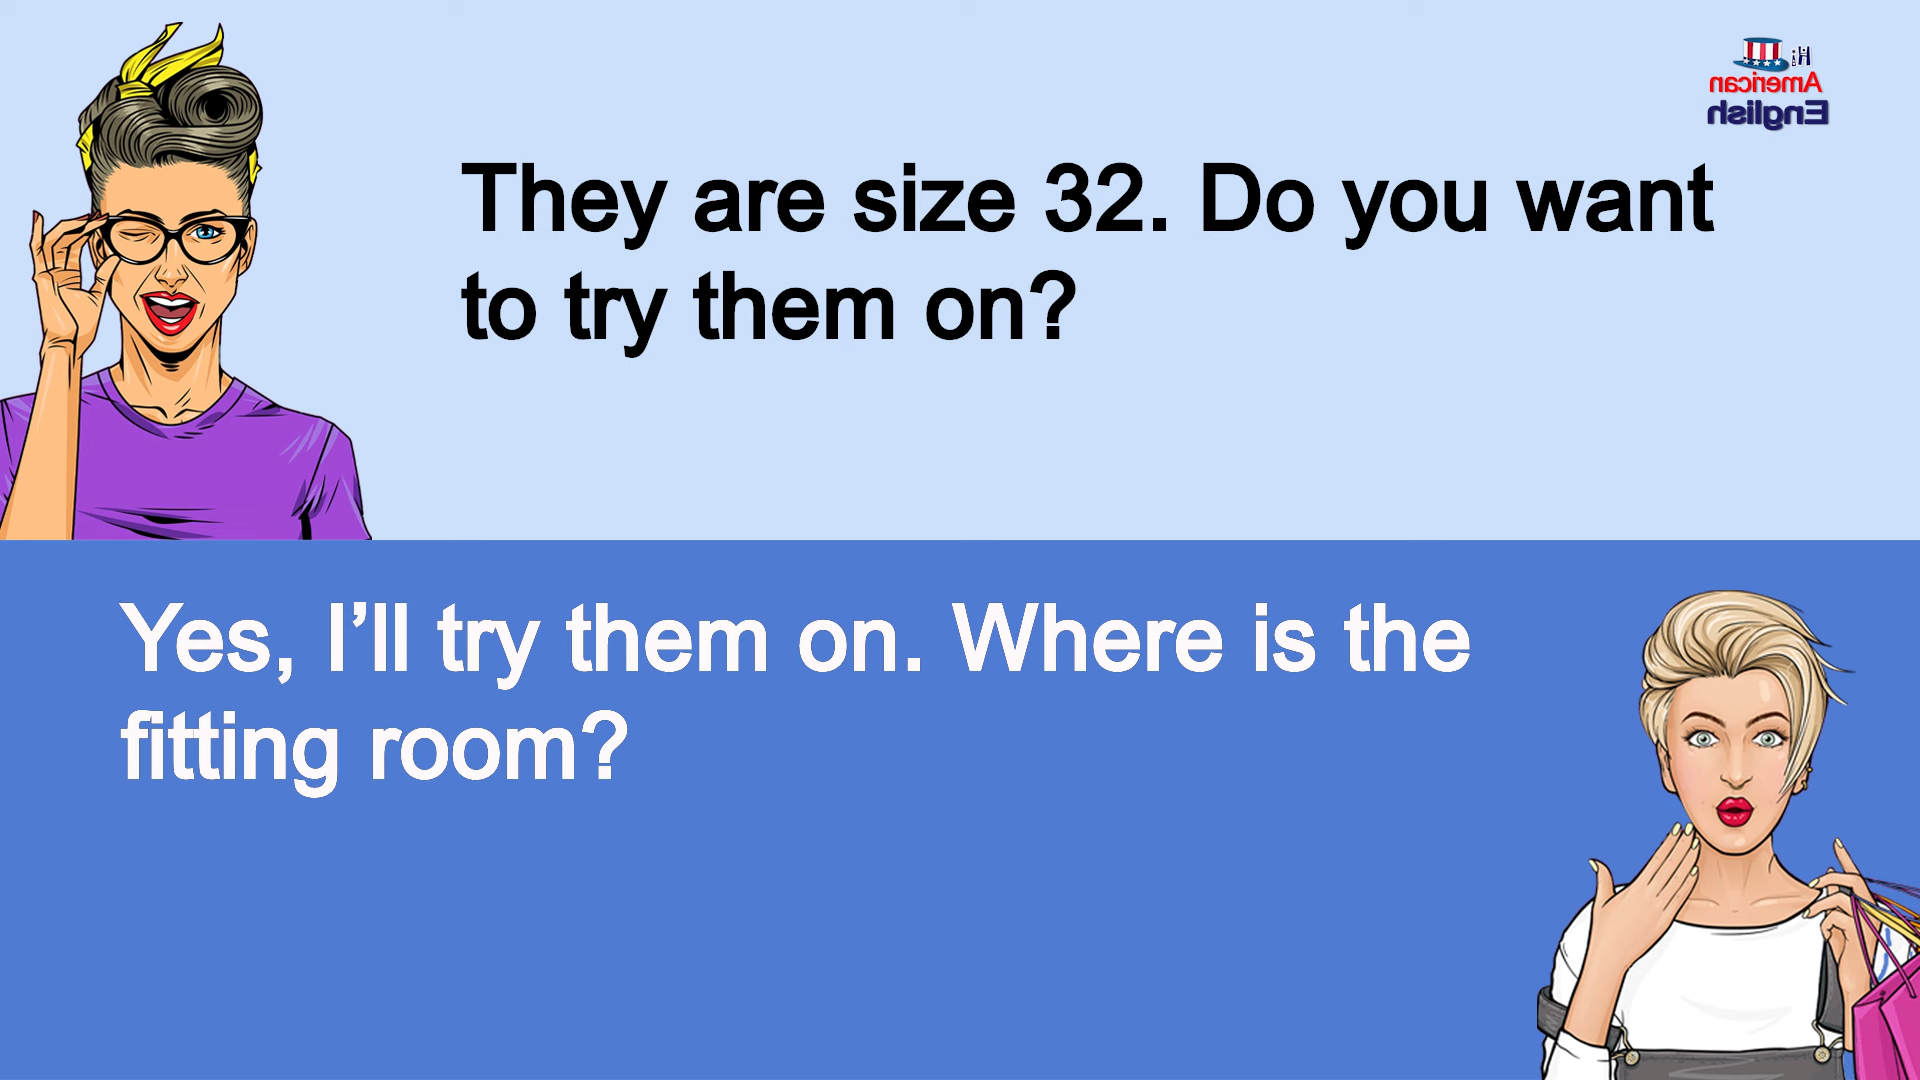 Hi
American
English
They are size 32. Do you want
to try them on?
Yes, I’ll try them on. Where is the
fitting room?